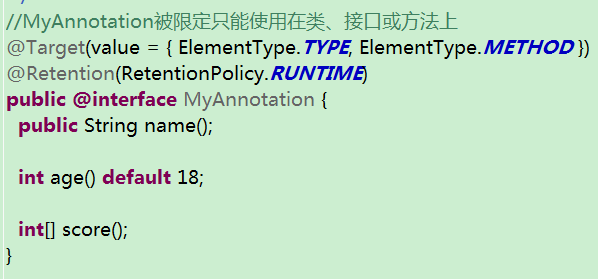 //MyAnnotation被限定只能使用在类、接口或方法上
@Target(value = { ElementType.TYPE, ElementType.METHOD })
@Retention(RetentionPolicy.RUNTIME)
public @interface MyAnnotation {
public String name();
int age() default 18;
int[] score();
}